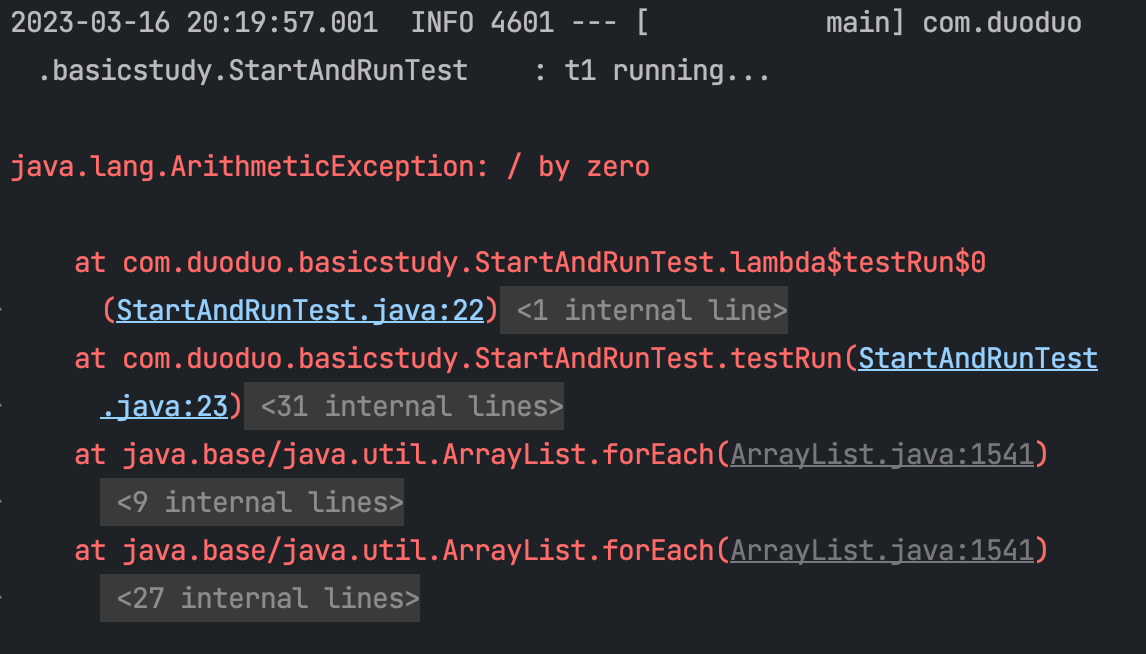 2023-03-16 20:19:57.001  INFO 4601 --- [           main] com.duoduo
.basicstudy.StartAndRunTest    : t1 running...
java.lang.ArithmeticException: / by zero
at com.duoduo.basicstudy.StartAndRunTest.lambda$testRun$0
(StartAndRunTest.java:22) <1 internal line>
at com.duoduo.basicstudy.StartAndRunTest.testRun(StartAndRunTest
.java:23) <31 internal lines>
at java.base/java.util.ArrayList.forEach(ArrayList.java:1541)
<9 internal lines>
at java.base/java.util.ArrayList.forEach(ArrayList.java:1541)
<27 internal lines>